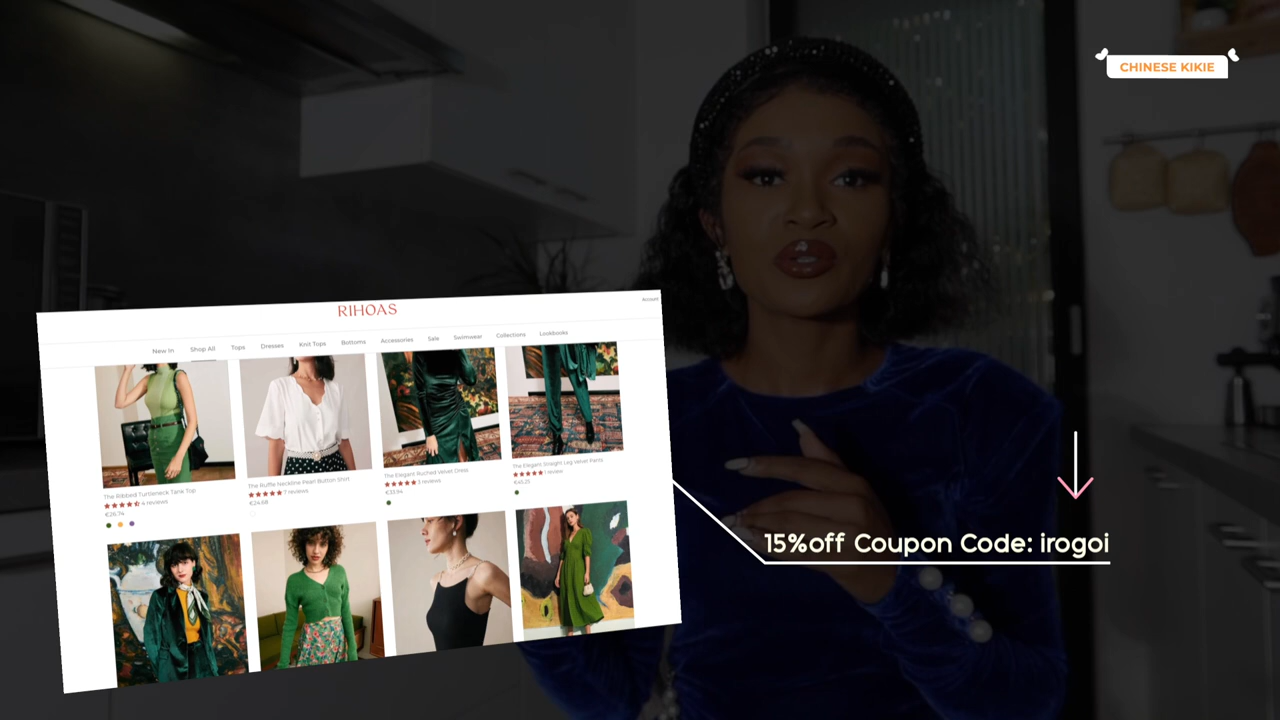 CHINESE KIKIE
RIHOAS
Account
New In Shop All Tops Dresses Knit Tops Bottoms Accessories Sale Swimwear Collections Lookbooks
The Ribbed Turtleneck Tank Top
4 reviews
€26.74
The Ruffle Neckline Pearl Button Shirt
7 reviews
€24.68
The Elegant Ruched Velvet Dress
3 reviews
€33.94
The Elegant Straight Leg Velvet Pants
1 review
15%off Coupon Code: irogoi